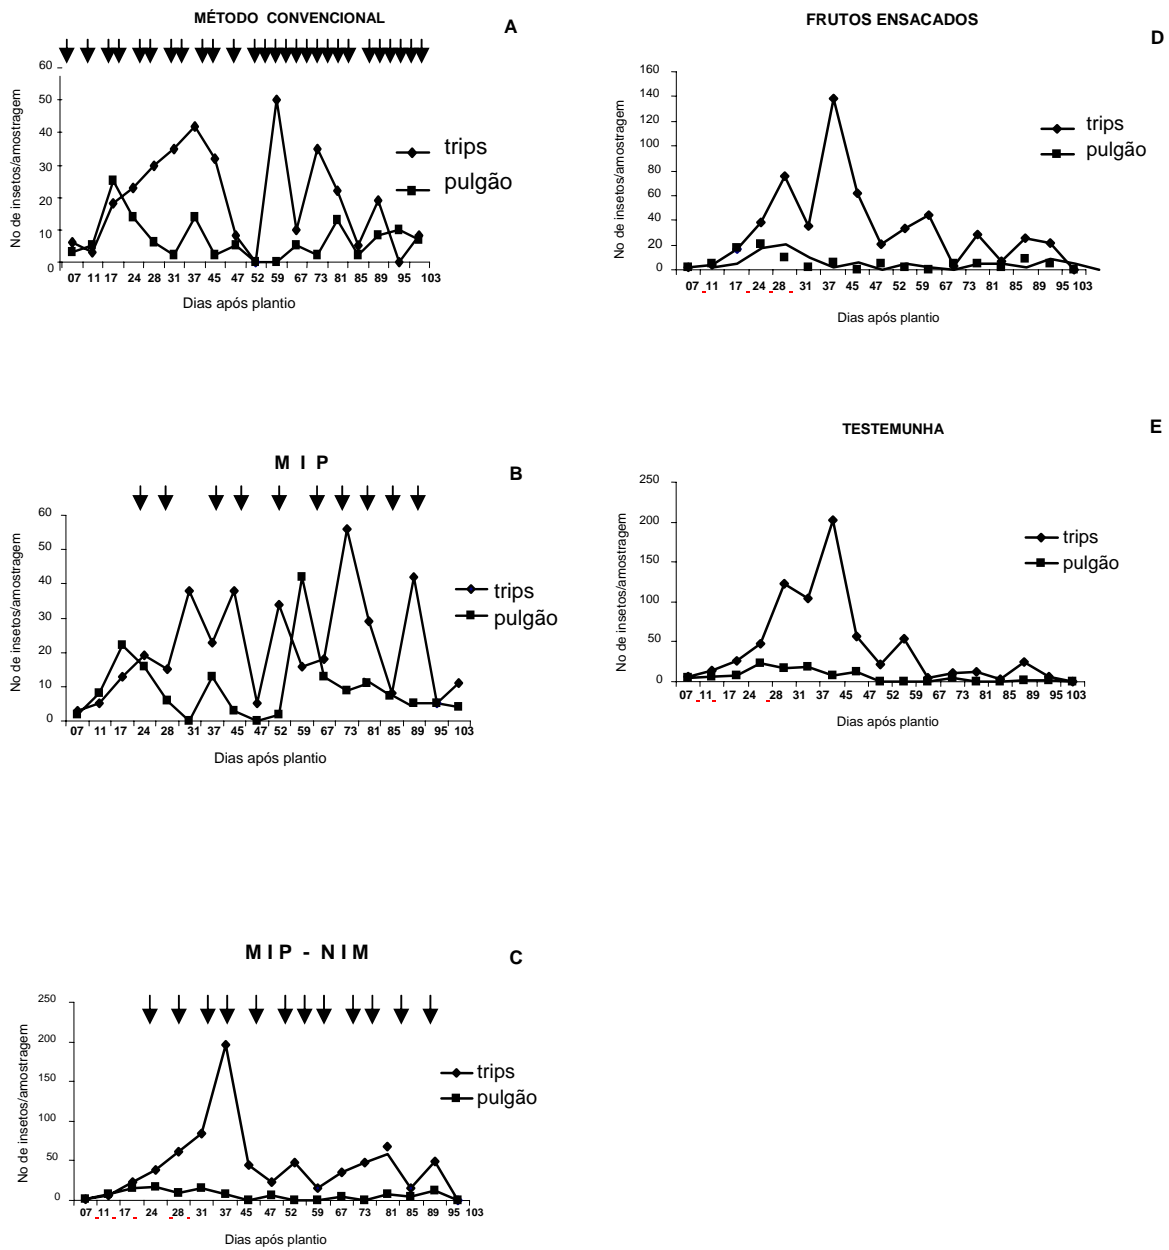 MÉTODO CONVENCIONAL
A
60
50
40
30
20
10
0
No de insetos/amostragem
trips
pulgão
07 11 17 24 28 31 37 45 47 52 59 67 73 81 85 89 95 103
Dias após plantio
M I P
B
60
50
40
30
20
10
0
No de insetos/amostragem
trips
pulgão
07 11 17 24 28 31 37 45 47 52 59 67 73 81 85 89 95 103
Dias após plantio
M I P - N I M
C
250
200
150
100
50
0
No de insetos/amostragem
trips
pulgão
07 11 17 24 28 31 37 45 47 52 59 67 73 81 85 89 95 103
Dias após plantio
FRUTOS ENSACADOS
D
160
140
120
100
80
60
40
20
0
No de insetos/amostragem
trips
pulgão
07 11 17 24 28 31 37 45 47 52 59 67 73 81 85 89 95 103
Dias após plantio
TESTEMUNHA
E
250
200
150
100
50
0
No de insetos/amostragem
trips
pulgão
07 11 17 24 28 31 37 45 47 52 59 67 73 81 85 89 95 103
Dias após plantio